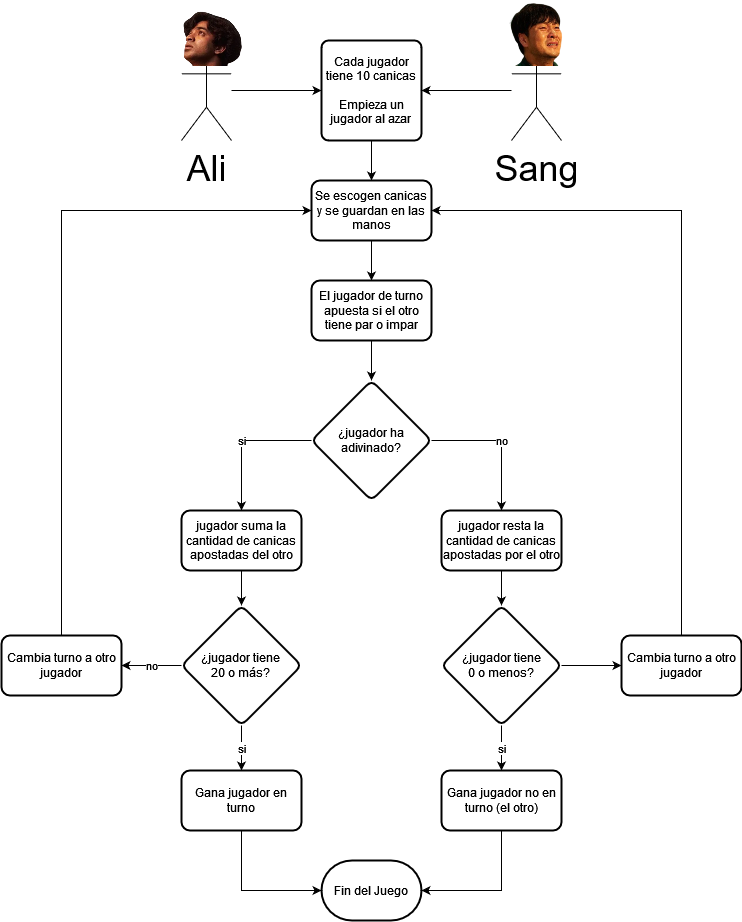 Ali
Sang
Cada jugador
tiene 10 canicas
Empieza un
jugador al azar
Se escogen canicas
y se guardan en las
manos
El jugador de turno
apuesta si el otro
tiene par o impar
¿jugador ha
adivinado?
si
no
jugador suma la
cantidad de canicas
apostadas del otro
jugador resta la
cantidad de canicas
apostadas por el otro
Cambia turno a otro
jugador
no
¿jugador tiene
20 o más?
¿jugador tiene
0 o menos?
Cambia turno a otro
jugador
si
si
Gana jugador en
turno
Gana jugador no en
turno (el otro)
Fin del Juego